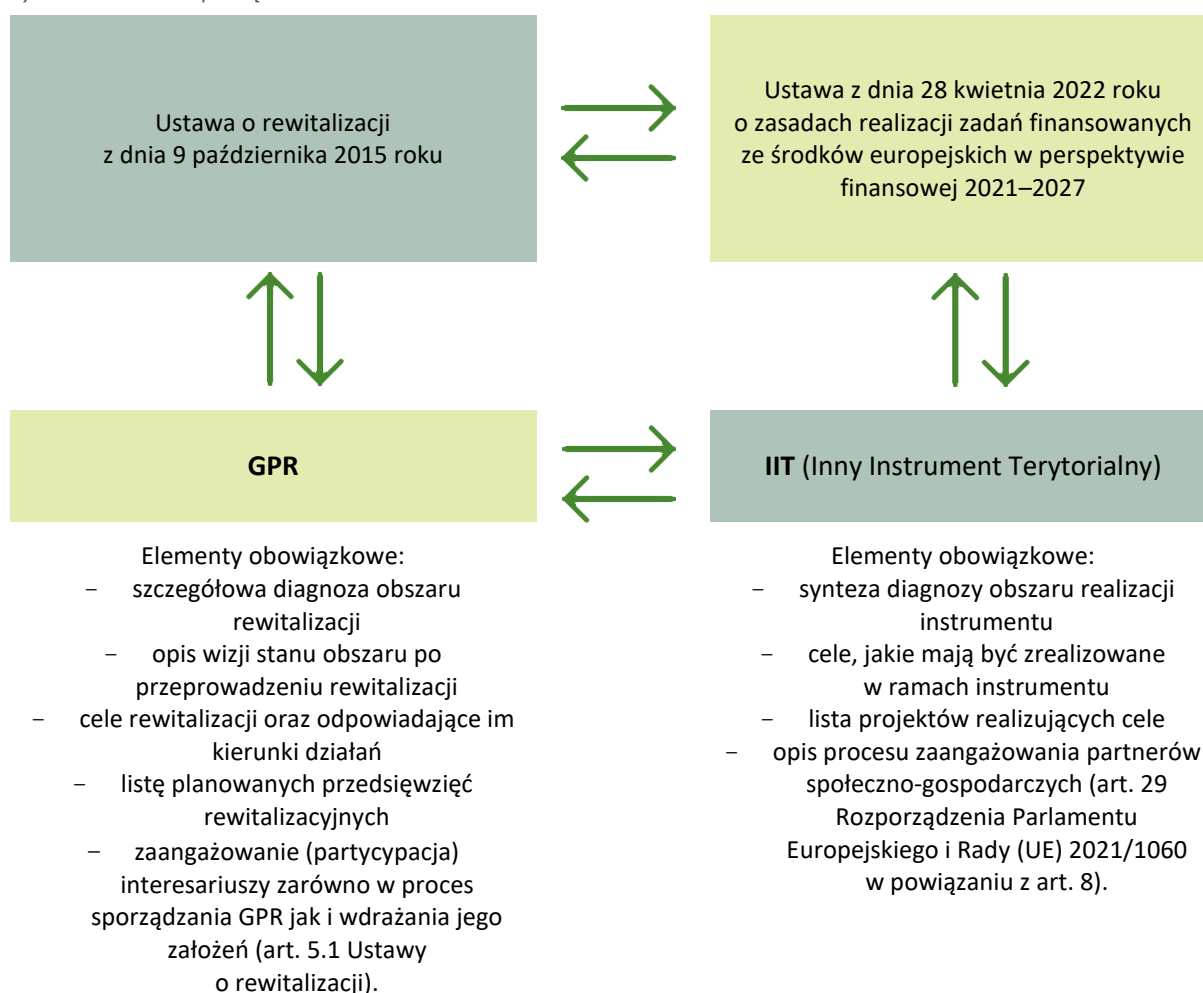 Ustawa o rewitalizacji
z dnia 9 października 2015 roku
Ustawa z dnia 28 kwietnia 2022 roku
o zasadach realizacji zadań finansowanych
ze środków europejskich w perspektywie
finansowej 2021–2027
GPR
IIT (Inny Instrument Terytorialny)
Elementy obowiązkowe:
– szczegółowa diagnoza obszaru
rewitalizacji
– opis wizji stanu obszaru po
przeprowadzeniu rewitalizacji
– cele rewitalizacji oraz odpowiadające im
kierunki działań
– listę planowanych przedsięwzięć
rewitalizacyjnych
– zaangażowanie (partycypacja)
interesariuszy zarówno w proces
sporządzania GPR jak i wdrażania jego
założeń (art. 5.1 Ustawy
o rewitalizacji).
Elementy obowiązkowe:
– synteza diagnozy obszaru realizacji
instrumentu
– cele, jakie mają być zrealizowane
w ramach instrumentu
– lista projektów realizujących cele
– opis procesu zaangażowania partnerów
społeczno-gospodarczych (art. 29
Rozporządzenia Parlamentu
Europejskiego i Rady (UE) 2021/1060
w powiązaniu z art. 8).